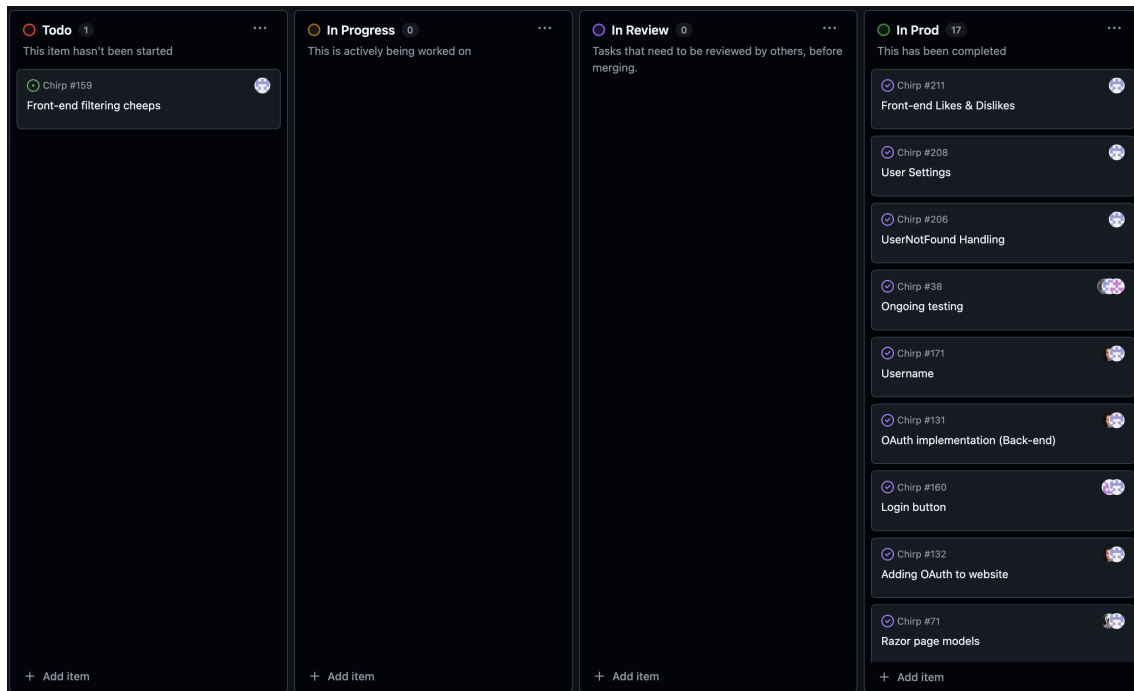 Todo 1
This item hasn't been started
Chirp #159
Front-end filtering cheeps
+ Add item
In Progress 0
This is actively being worked on
+ Add item
In Review 0
Tasks that need to be reviewed by others, before
merging.
+ Add item
In Prod 17
This has been completed
Chirp #211
Front-end Likes & Dislikes
Chirp #208
User Settings
Chirp #206
UserNotFound Handling
Chirp #38
Ongoing testing
Chirp #171
Username
Chirp #131
OAuth implementation (Back-end)
Chirp #160
Login button
Chirp #132
Adding OAuth to website
Chirp #71
Razor page models
+ Add item